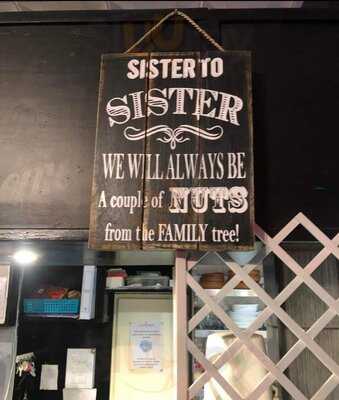 SISTER TO
SISTER
WE WILL ALWAYS BE
A couple of NUTS
from the FAMILY tree!